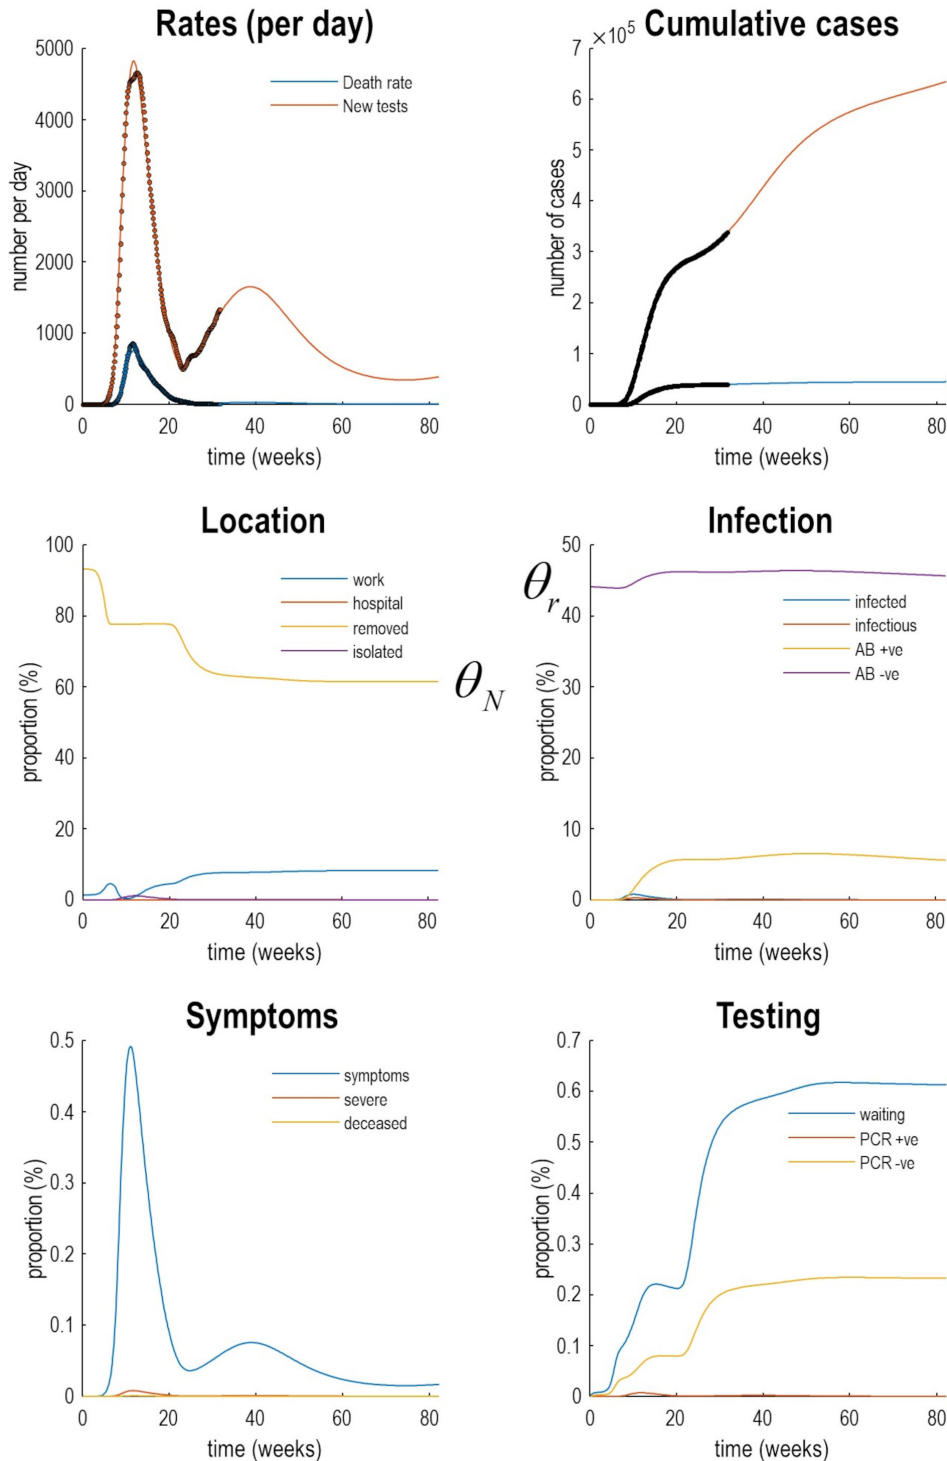 Rates (per day)
5000
4000
3000
2000
1000
0
number per day
Death rate
New tests
0 20 40 60 80
time (weeks)
Cumulative cases
×10⁵
7
6
5
4
3
2
1
0
number of cases
0 20 40 60 80
time (weeks)
Location
100
80
60
40
20
0
proportion (%)
work
hospital
removed
isolated
0 20 40 60 80
time (weeks)
θ_N
Infection
θ_r
50
40
30
20
10
0
proportion (%)
infected
infectious
AB +ve
AB -ve
0 20 40 60 80
time (weeks)
Symptoms
0.5
0.4
0.3
0.2
0.1
0
proportion (%)
symptoms
severe
deceased
0 20 40 60 80
time (weeks)
Testing
0.7
0.6
0.5
0.4
0.3
0.2
0.1
0
proportion (%)
waiting
PCR +ve
PCR -ve
0 20 40 60 80
time (weeks)